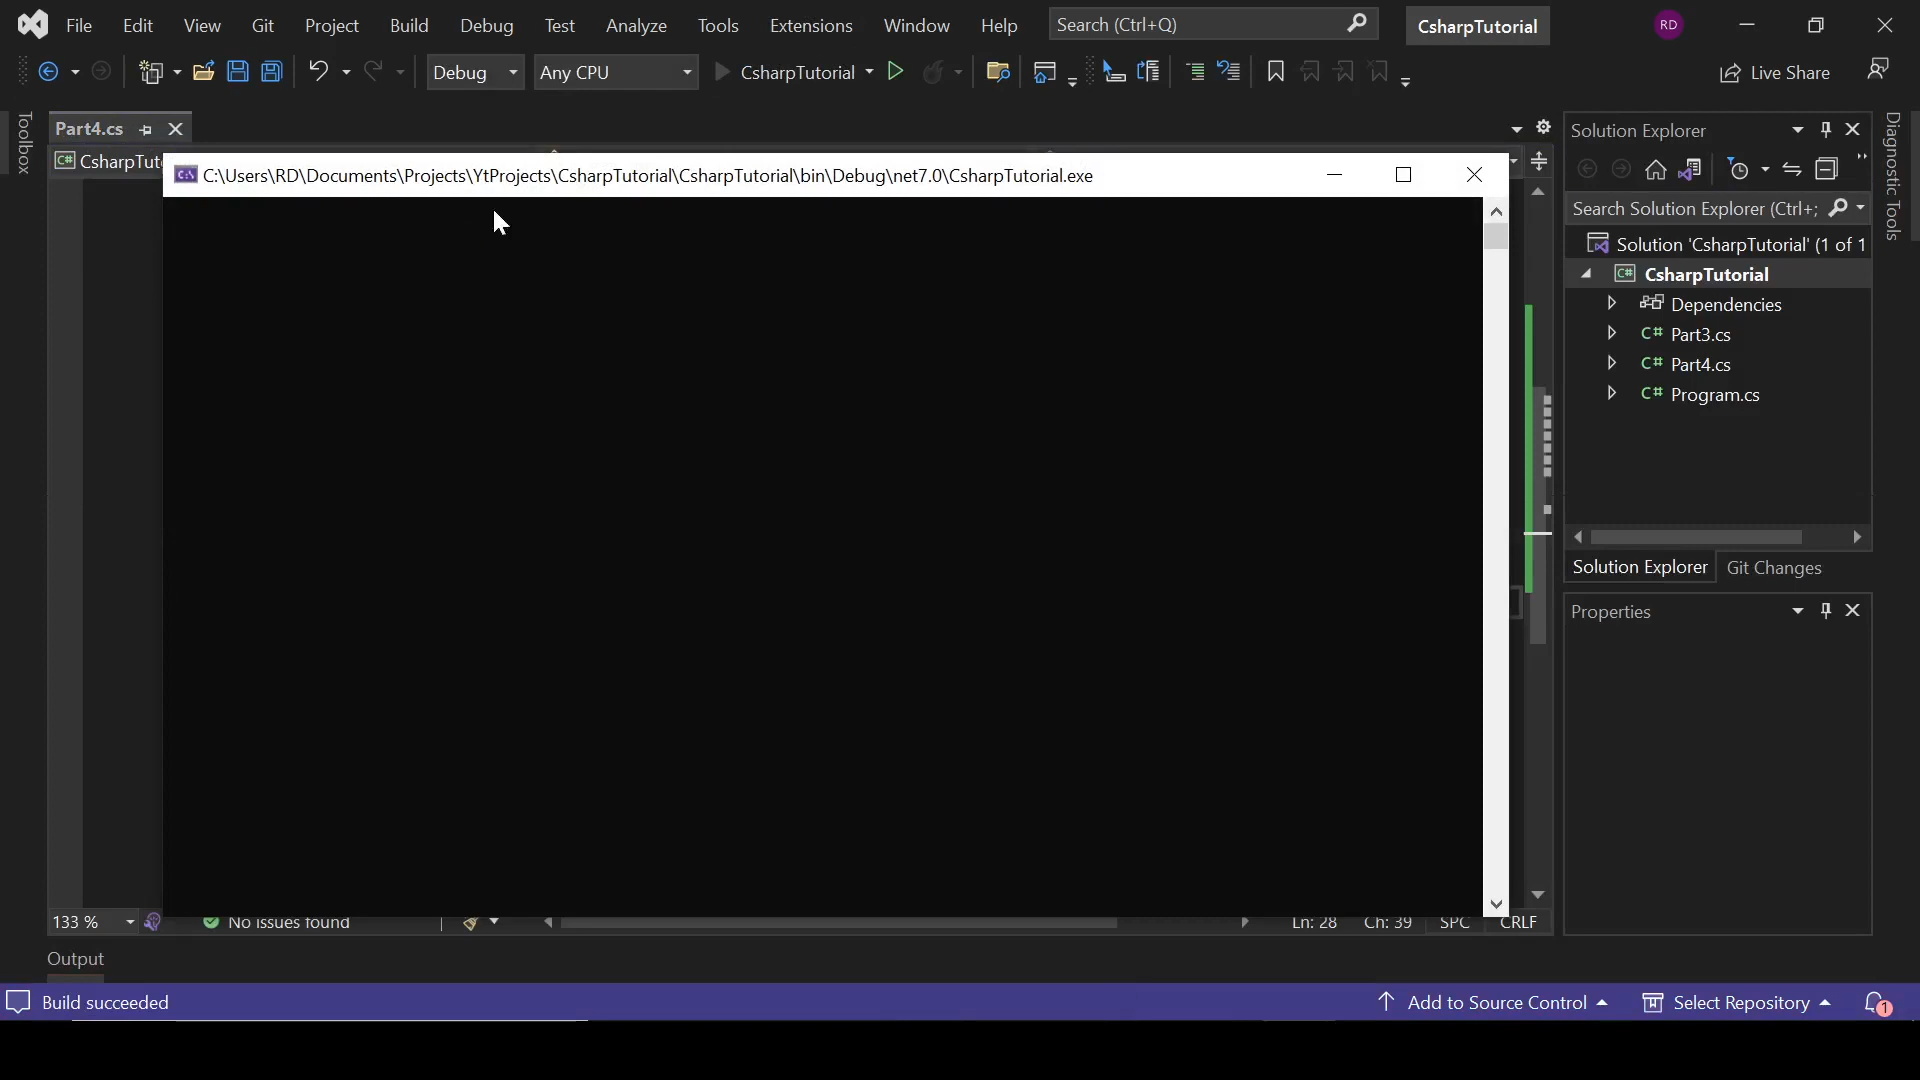 File Edit View Git Project Build Debug Test Analyze Tools Extensions Window Help Search (Ctrl+Q) CsharpTutorial RD
Debug Any CPU CsharpTutorial Live Share
Toolbox
Part4.cs
C# CsharpTuto
C:\Users\RD\Documents\Projects\YtProjects\CsharpTutorial\CsharpTutorial\bin\Debug\net7.0\CsharpTutorial.exe
Solution Explorer
Search Solution Explorer (Ctrl+;
Solution 'CsharpTutorial' (1 of 1
C# CsharpTutorial
Dependencies
C# Part3.cs
C# Part4.cs
C# Program.cs
Solution Explorer Git Changes
Properties
Diagnostic Tools
133 % No issues found Ln: 28 Ch: 39 SPC CRLF
Output
Build succeeded Add to Source Control Select Repository 1